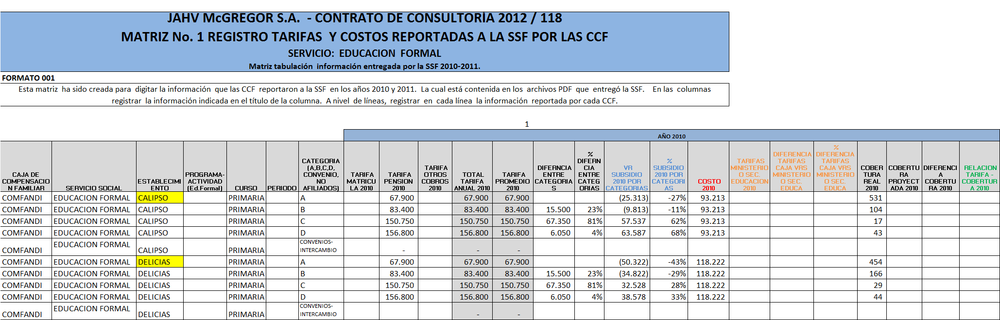 JAHV McGREGOR S.A.  - CONTRATO DE CONSULTORÍA 2012 / 118
MATRIZ No. 1 REGISTRO TARIFAS  Y COSTOS REPORTADAS A LA SSF POR LAS CCF
SERVICIO:  EDUCACION  FORMAL
Matriz tabulación  información entregada por la SSF 2010-2011.
FORMATO 001
Esta matriz  ha sido creada para  digitar la información  que las CCF  reportaron a la SSF  en los años 2010 y 2011.  La cual está contenida en los  archivos PDF  que  entregó la SSF.    En las  columnas
registrar  la información indicada en el título de la columna.  A nivel  de líneas,  registrar  en  cada línea  la información  reportada por cada CCF.
1
AÑO 2010
CAJA DE COMPENSACIO N FAMILIAR | SERVICIO SOCIAL | ESTABLECIMI ENTO | PROGRAMA- ACTIVIDAD (Ed.Formal) | CURSO | PERIODO | CATEGORIA (A,B,C,D, CONVENIO, NO AFILIADOS) | TARIFA MATRICU LA 2010 | TARIFA PENSION 2010 | TARIFA OTROS COBROS 2010 | TOTAL TARIFA ANUAL 2010 | TARIFA PROMEDIO 2010 | DIFERNCIA ENTRE CATEGORIA S | % DIFERN CIA ENTRE CATEG ORIAS | VR SUBSIDIO 2010 POR CATEGORIAS | % SUBSIDIO 2010 POR CATEGORI AS | COSTO 2010 | TARIFAS MINISTERIO O SEC. EDUCACION 2010 | DIFERENCIA TARIFAS CAJA VRS MINISTERIO O SEC. EDUCA | % DIFERENCIA TARIFAS CAJA VRS MINISTERIO O SEC. EDUCA | COBER TURA REAL 2010 | COBERTU RA PROYECT ADA 2010 | DIFERENCI A COBERTU RA 2010 | RELACION TARIFA - COBERTUR A 2010
COMFANDI EDUCACION FORMAL CALIPSO PRIMARIA A 67.900 67.900 67.900 (25.313) -27% 93.213 531
COMFANDI EDUCACION FORMAL CALIPSO PRIMARIA B 83.400 83.400 83.400 15.500 23% (9.813) -11% 93.213 104
COMFANDI EDUCACION FORMAL CALIPSO PRIMARIA C 150.750 150.750 150.750 67.350 81% 57.537 62% 93.213 17
COMFANDI EDUCACION FORMAL CALIPSO PRIMARIA D 156.800 156.800 156.800 6.050 4% 63.587 68% 93.213 43
COMFANDI EDUCACION FORMAL CALIPSO PRIMARIA CONVENIOS- INTERCAMBIO - - -
COMFANDI EDUCACION FORMAL DELICIAS PRIMARIA A 67.900 67.900 67.900 (50.322) -43% 118.222 454
COMFANDI EDUCACION FORMAL DELICIAS PRIMARIA B 83.400 83.400 83.400 15.500 23% (34.822) -29% 118.222 166
COMFANDI EDUCACION FORMAL DELICIAS PRIMARIA C 150.750 150.750 150.750 67.350 81% 32.528 28% 118.222 29
COMFANDI EDUCACION FORMAL DELICIAS PRIMARIA D 156.800 156.800 156.800 6.050 4% 38.578 33% 118.222 44
COMFANDI EDUCACION FORMAL DELICIAS PRIMARIA CONVENIOS- INTERCAMBIO - -